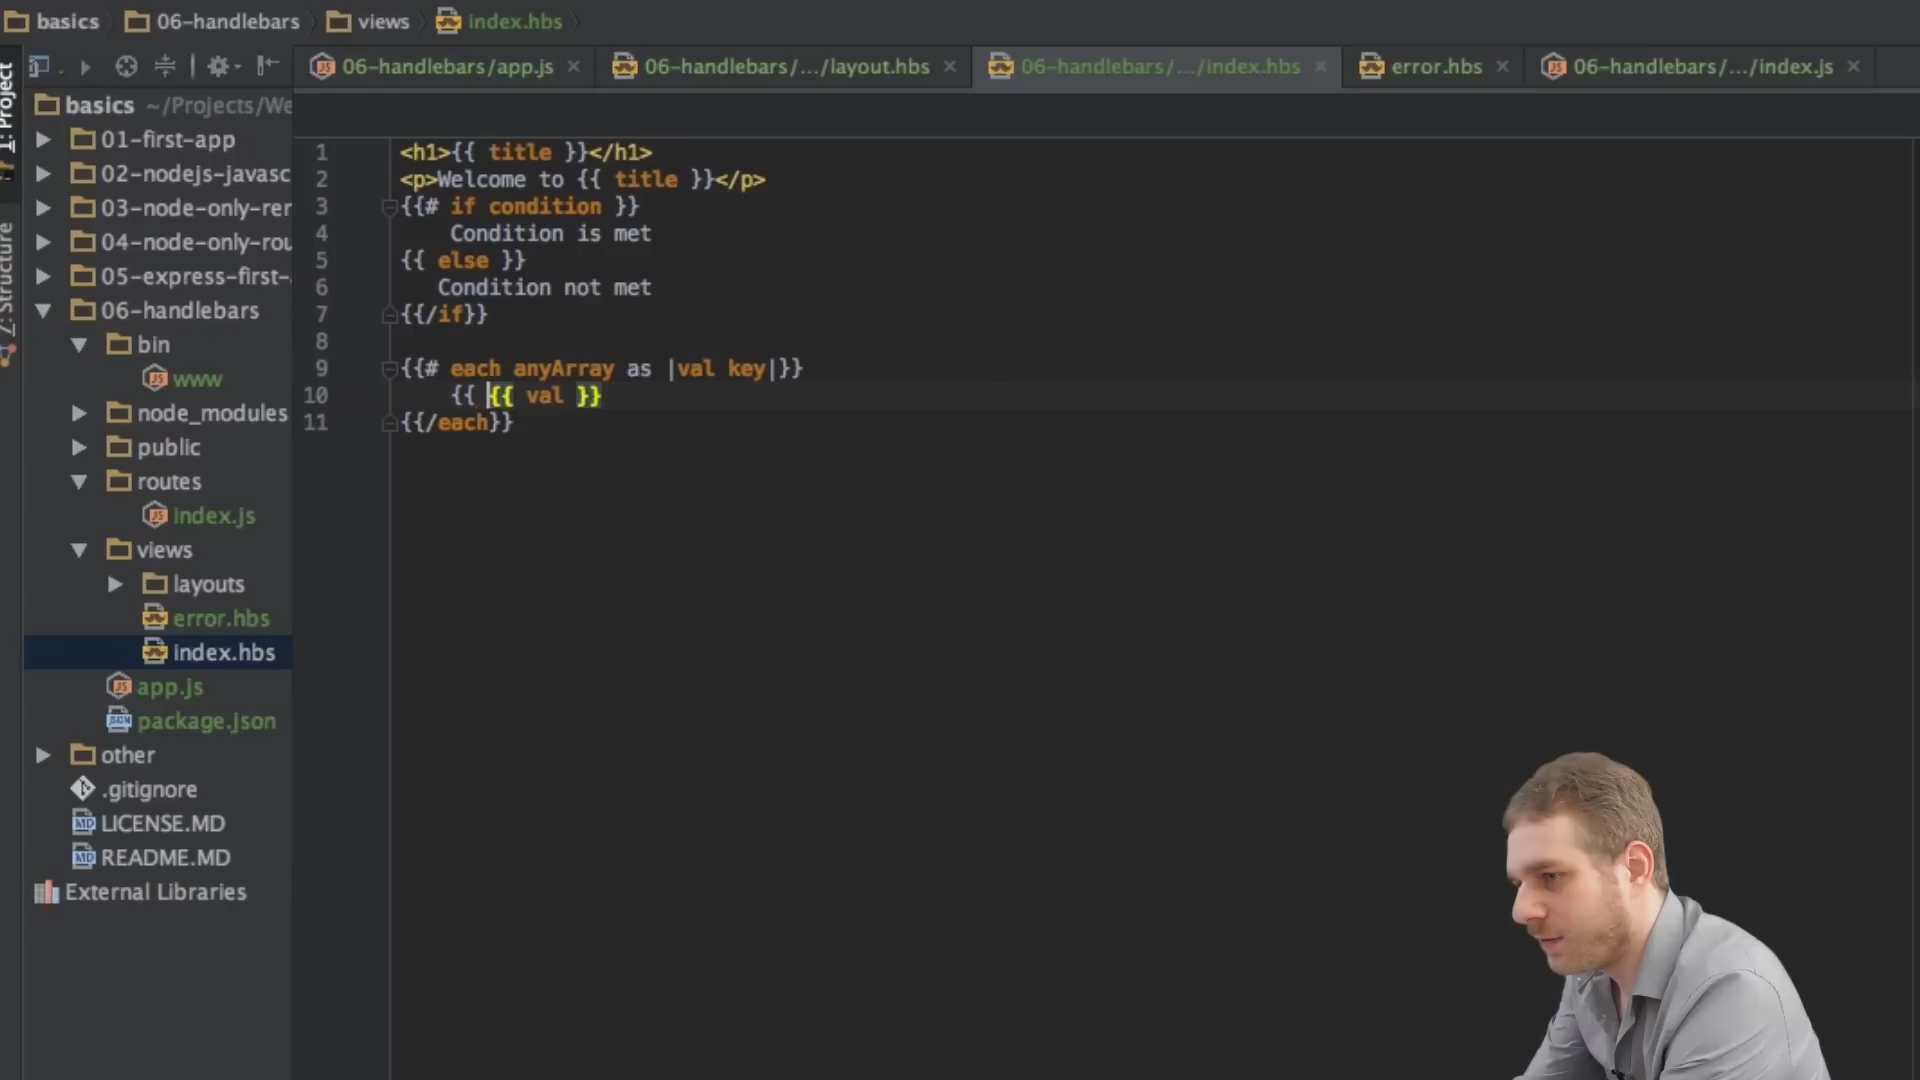 basics 06-handlebars views index.hbs
06-handlebars/app.js 06-handlebars/.../layout.hbs 06-handlebars/.../index.hbs error.hbs 06-handlebars/.../index.js
1: Project
7: Structure
basics ~/Projects/We
01-first-app
02-nodejs-javasc
03-node-only-rer
04-node-only-rou
05-express-first-
06-handlebars
bin
www
node_modules
public
routes
index.js
views
layouts
error.hbs
index.hbs
app.js
package.json
other
.gitignore
LICENSE.MD
README.MD
External Libraries
1 <h1>{{ title }}</h1>
2 <p>Welcome to {{ title }}</p>
3 {{# if condition }}
4 Condition is met
5 {{ else }}
6 Condition not met
7 {{/if}}
8
9 {{# each anyArray as |val key|}}
10 {{ {{ val }}
11 {{/each}}